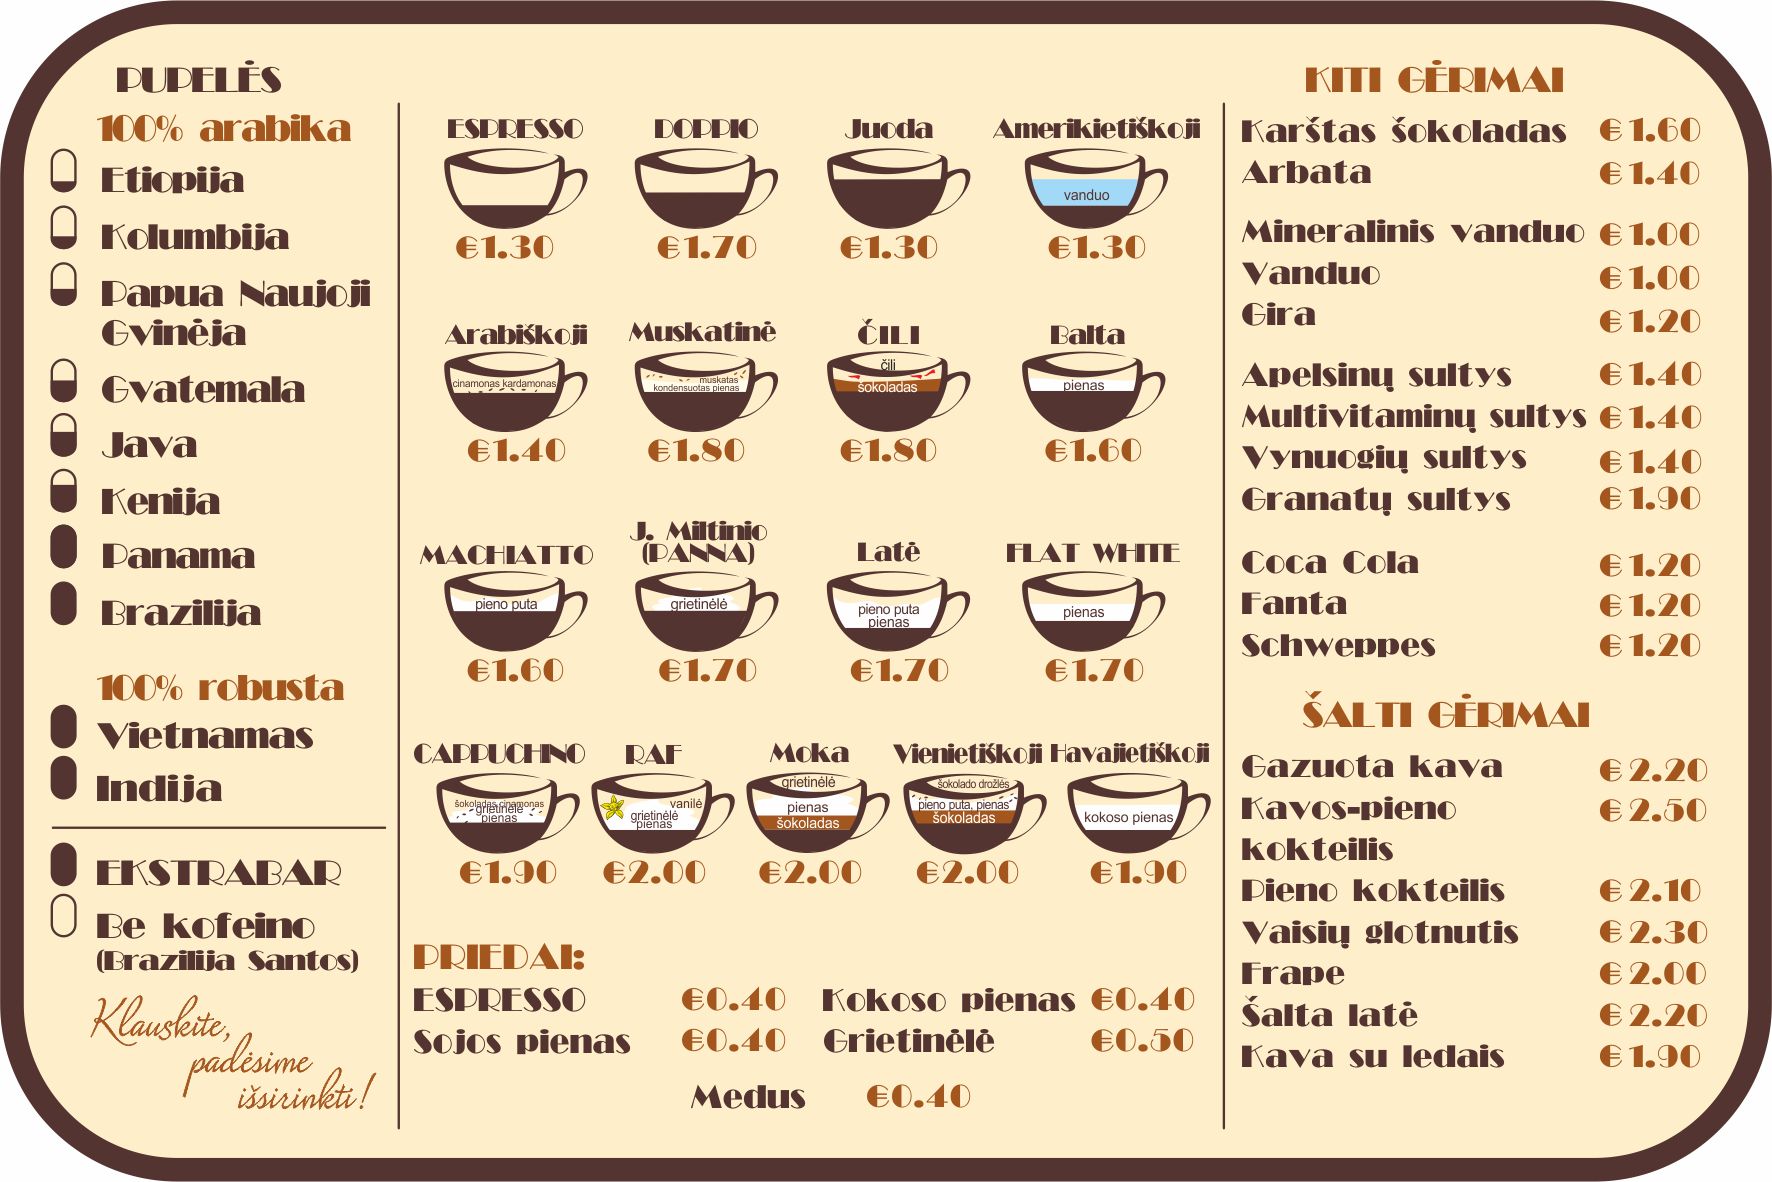 PUPELĖS
100% arabika
Etiopija
Kolumbija
Papua Naujoji
Gvinėja
Gvatemala
Java
Kenija
Panama
Brazilija
100% robusta
Vietnamas
Indija
EKSTRABAR
Be kofeino
(Brazilija Santos)
Klauskite,
padėsime
išsirinkti!
ESPRESSO DOPPIO Juoda Amerikietiškoji
vanduo
€1.30 €1.70 €1.30 €1.30
Arabiškoji Muskatinė ČILI Balta
cinamonas kardamonas
muskatas
kondensuotas pienas
čili
šokoladas
pienas
€1.40 €1.80 €1.80 €1.60
MACHIATTO J. Miltinio
(PANNA) Latė FLAT WHITE
pieno puta
grietinėlė
pieno puta
pienas
pienas
€1.60 €1.70 €1.70 €1.70
CAPPUCHNO RAF Moka Vienietiškoji Havajietiškoji
šokoladas cinamonas
grietinėlė
pienas
vanilė
grietinėlė
pienas
grietinėlė
pienas
šokoladas
šokolado drožlės
pieno puta, pienas
šokoladas
kokoso pienas
€1.90 €2.00 €2.00 €2.00 €1.90
PRIEDAI:
ESPRESSO €0.40 Kokoso pienas €0.40
Sojos pienas €0.40 Grietinėlė €0.50
Medus €0.40
KITI GĖRIMAI
Karštas šokoladas €1.60
Arbata €1.40
Mineralinis vanduo €1.00
Vanduo €1.00
Gira €1.20
Apelsinų sultys €1.40
Multivitaminų sultys €1.40
Vynuogių sultys €1.40
Granatų sultys €1.90
Coca Cola €1.20
Fanta €1.20
Schweppes €1.20
ŠALTI GĖRIMAI
Gazuota kava €2.20
Kavos-pieno €2.50
kokteilis
Pieno kokteilis €2.10
Vaisių glotnutis €2.30
Frape €2.00
Šalta latė €2.20
Kava su ledais €1.90